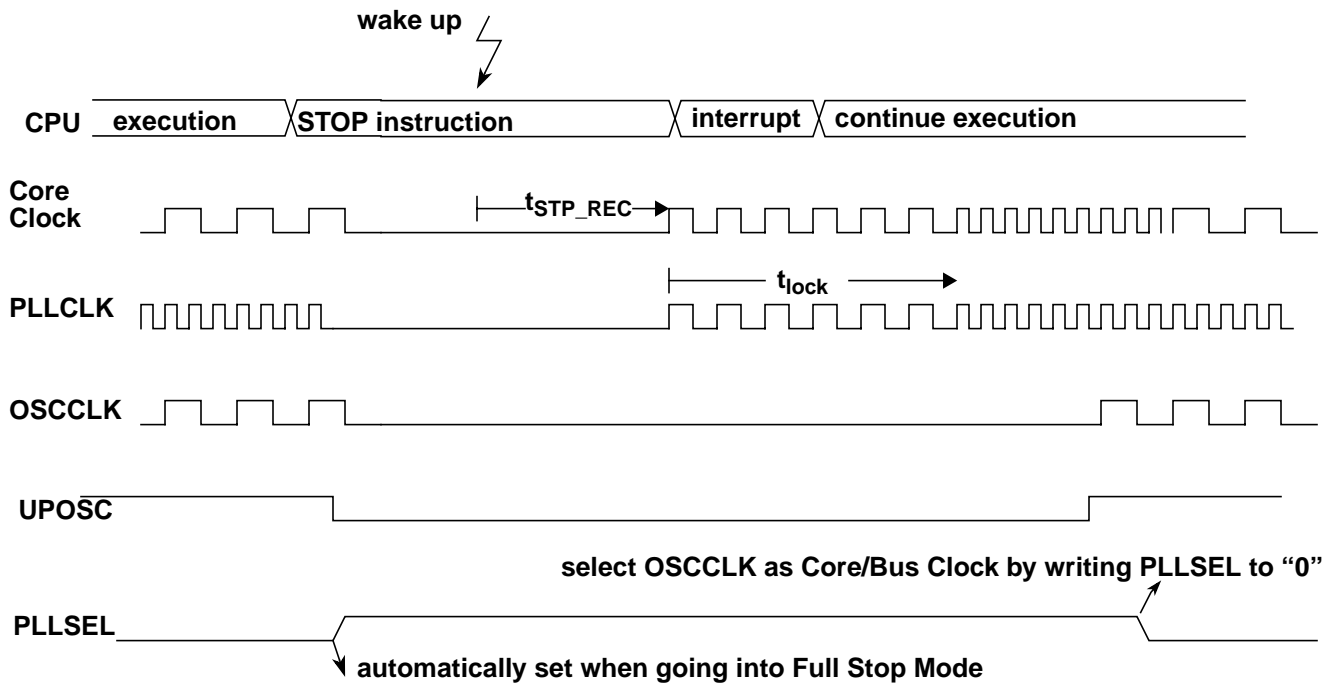 wake up
CPU execution STOP instruction interrupt continue execution
Core
Clock
tSTP_REC
PLLCLK
tlock
OSCCLK
UPOSC
select OSCCLK as Core/Bus Clock by writing PLLSEL to “0”
PLLSEL
automatically set when going into Full Stop Mode